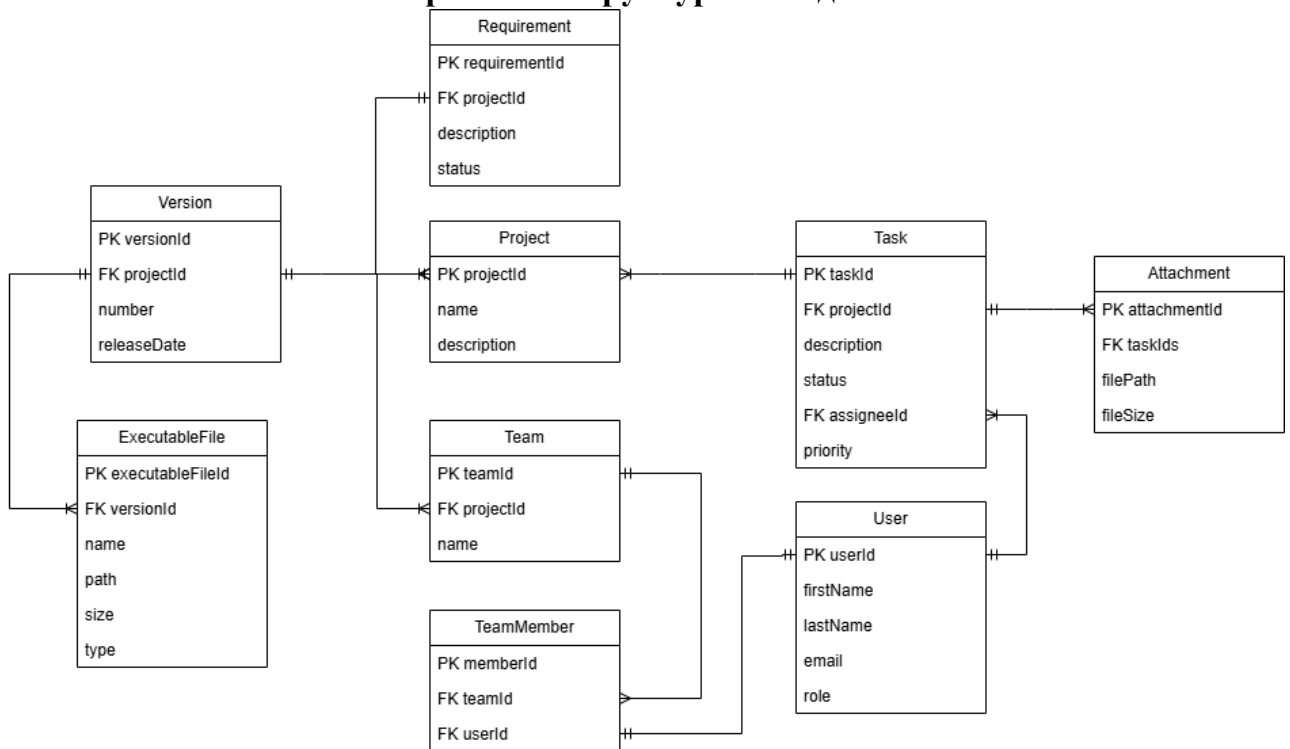 Requirement
PK requirementId
FK projectId
description
status
Version
PK versionId
FK projectId
number
releaseDate
Project
PK projectId
name
description
Task
PK taskId
FK projectId
description
status
FK assigneeId
priority
Attachment
PK attachmentId
FK taskIds
filePath
fileSize
ExecutableFile
PK executableFileId
FK versionId
name
path
size
type
Team
PK teamId
FK projectId
name
User
PK userId
firstName
lastName
email
role
TeamMember
PK memberId
FK teamId
FK userId